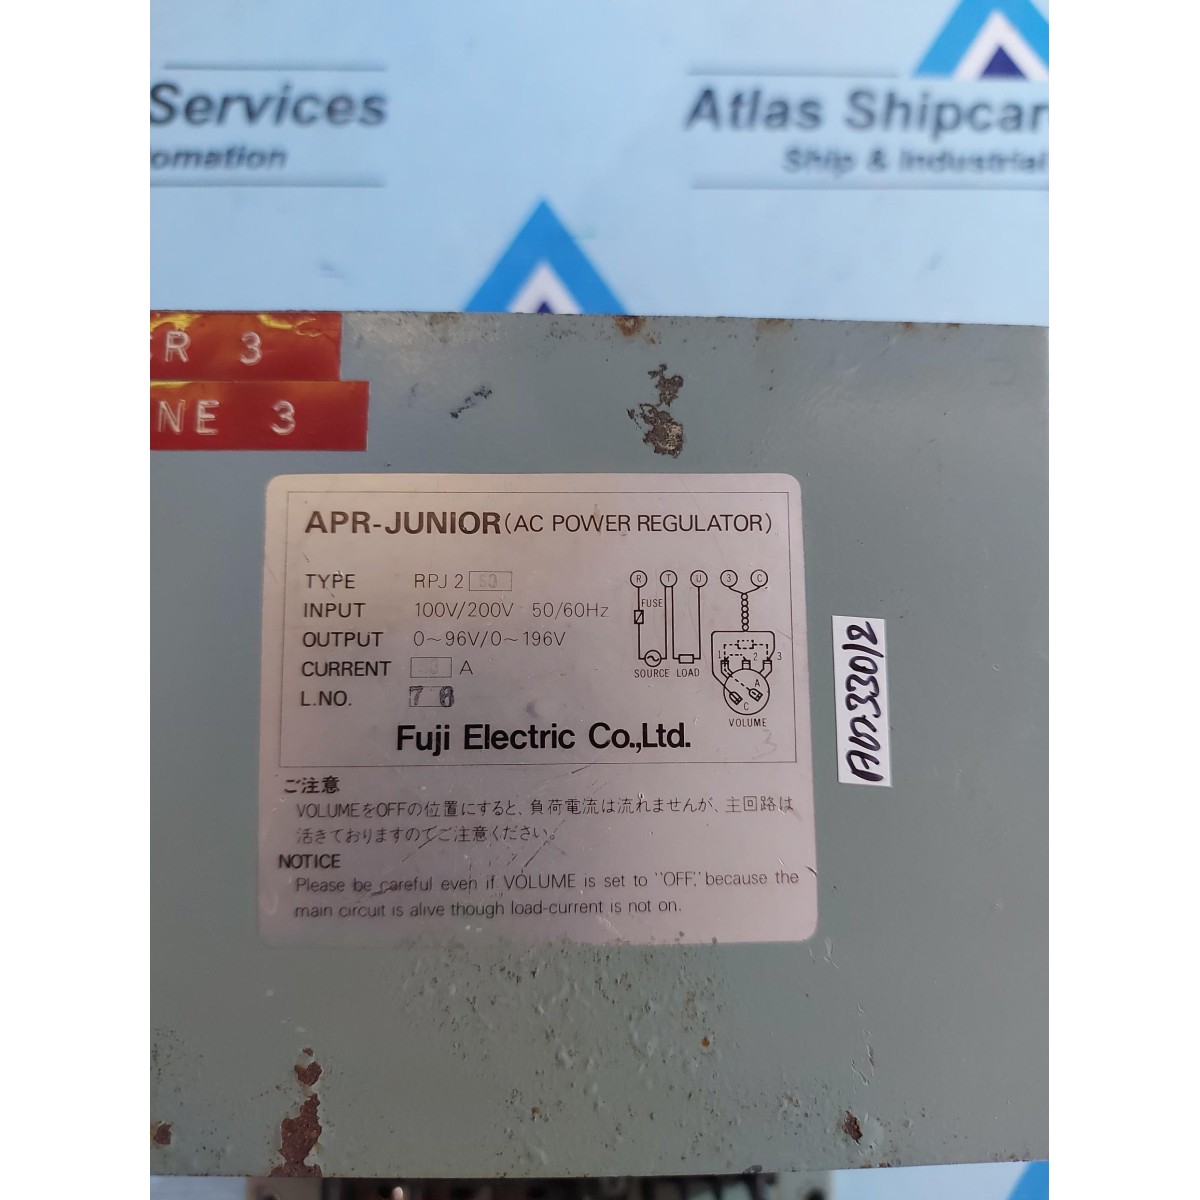 Services
omation
Atlas Shipcar
Ship & Industrial
R 3
NE 3
APR-JUNIOR (AC POWER REGULATOR)
TYPE RPJ 2
INPUT 100V/200V 50/60Hz
OUTPUT 0~96V/0~196V
CURRENT A
L.NO.
Fuji Electric Co.,Ltd.
R T U 3 C
FUSE
1 2 3
SOURCE LOAD
A
C
VOLUME
3
ご注意
VOLUMEをOFFの位置にすると、負荷電流は流れませんが、主回路は
活きておりますのでご注意ください。
NOTICE
Please be careful even if VOLUME is set to "OFF," because the
main circuit is alive though load-current is not on.